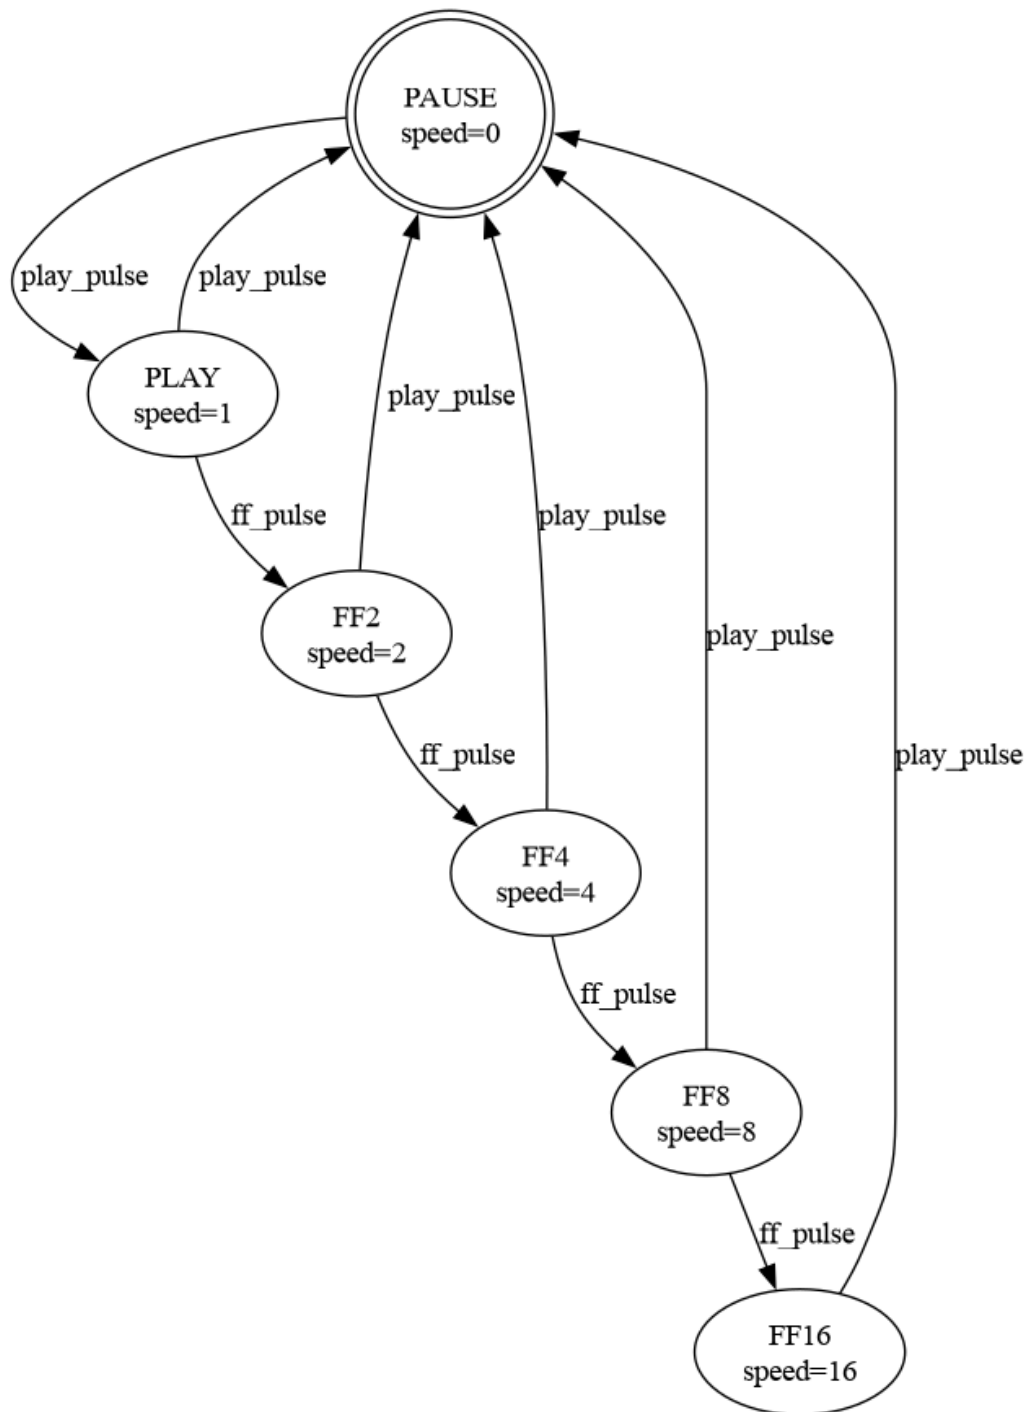 PAUSE
speed=0
play_pulse
play_pulse
PLAY
speed=1
play_pulse
ff_pulse
play_pulse
FF2
speed=2
play_pulse
ff_pulse
play_pulse
FF4
speed=4
ff_pulse
FF8
speed=8
ff_pulse
FF16
speed=16